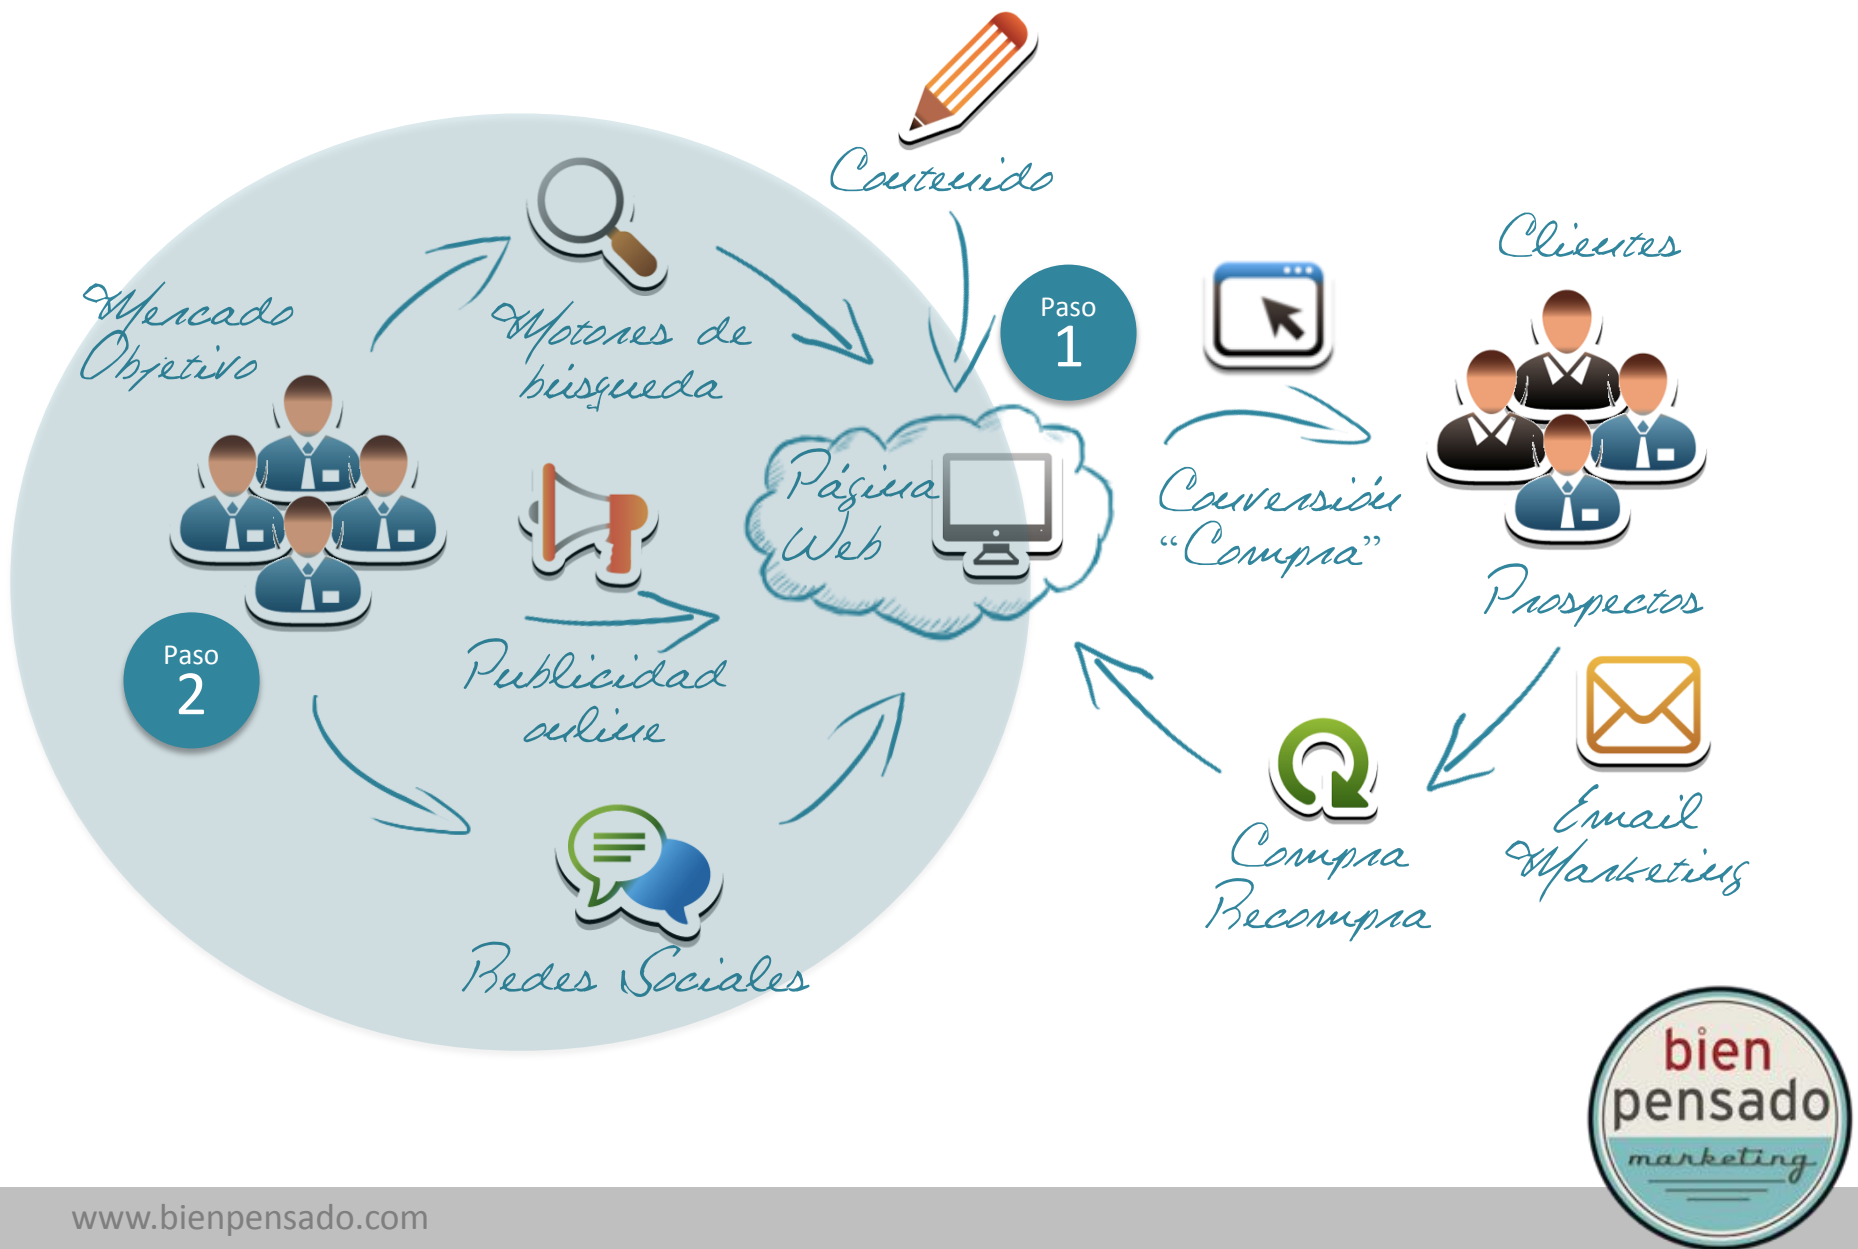 Contenido
Clientes
Mercado
Objetivo
Motores de
búsqueda
Paso
1
Página
Web
Conversión
“Compra”
Prospectos
Paso
2
Publicidad
online
Email
Marketing
Compra
Recompra
Redes Sociales
bien
pensado
marketing
www.bienpensado.com